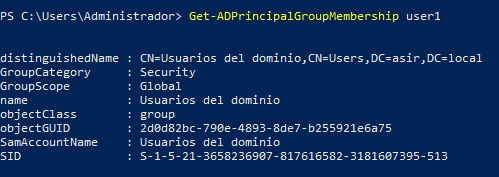 PS C:\Users\Administrador> Get-ADPrincipalGroupMembership user1
distinguishedName : CN=Usuarios del dominio,CN=Users,DC=asir,DC=local
GroupCategory : Security
GroupScope : Global
name : Usuarios del dominio
objectClass : group
objectGUID : 2d0d82bc-790e-4893-8de7-b255921e6a75
SamAccountName : Usuarios del dominio
SID : S-1-5-21-3658236907-817616582-3181607395-513